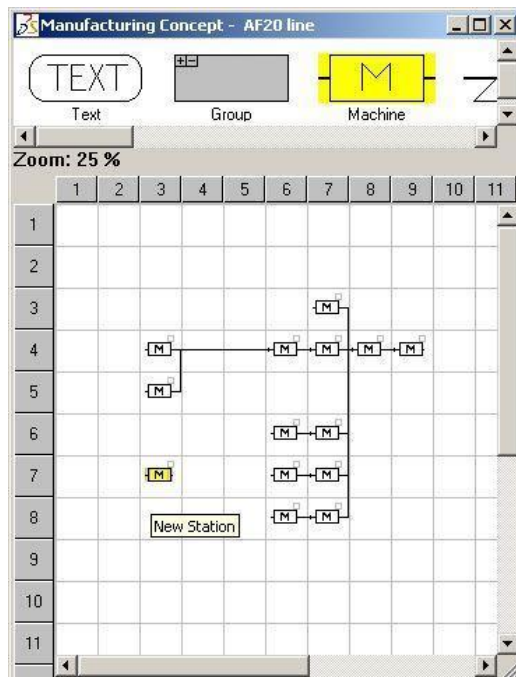 Manufacturing Concept - AF20 line
TEXT
M
Text
Group
Machine
Zoom: 25 %
1 2 3 4 5 6 7 8 9 10 11
1
2
3 M
4 M M M M M
5 M
6 M M
7 M M M
New Station
8 M M
9
10
11